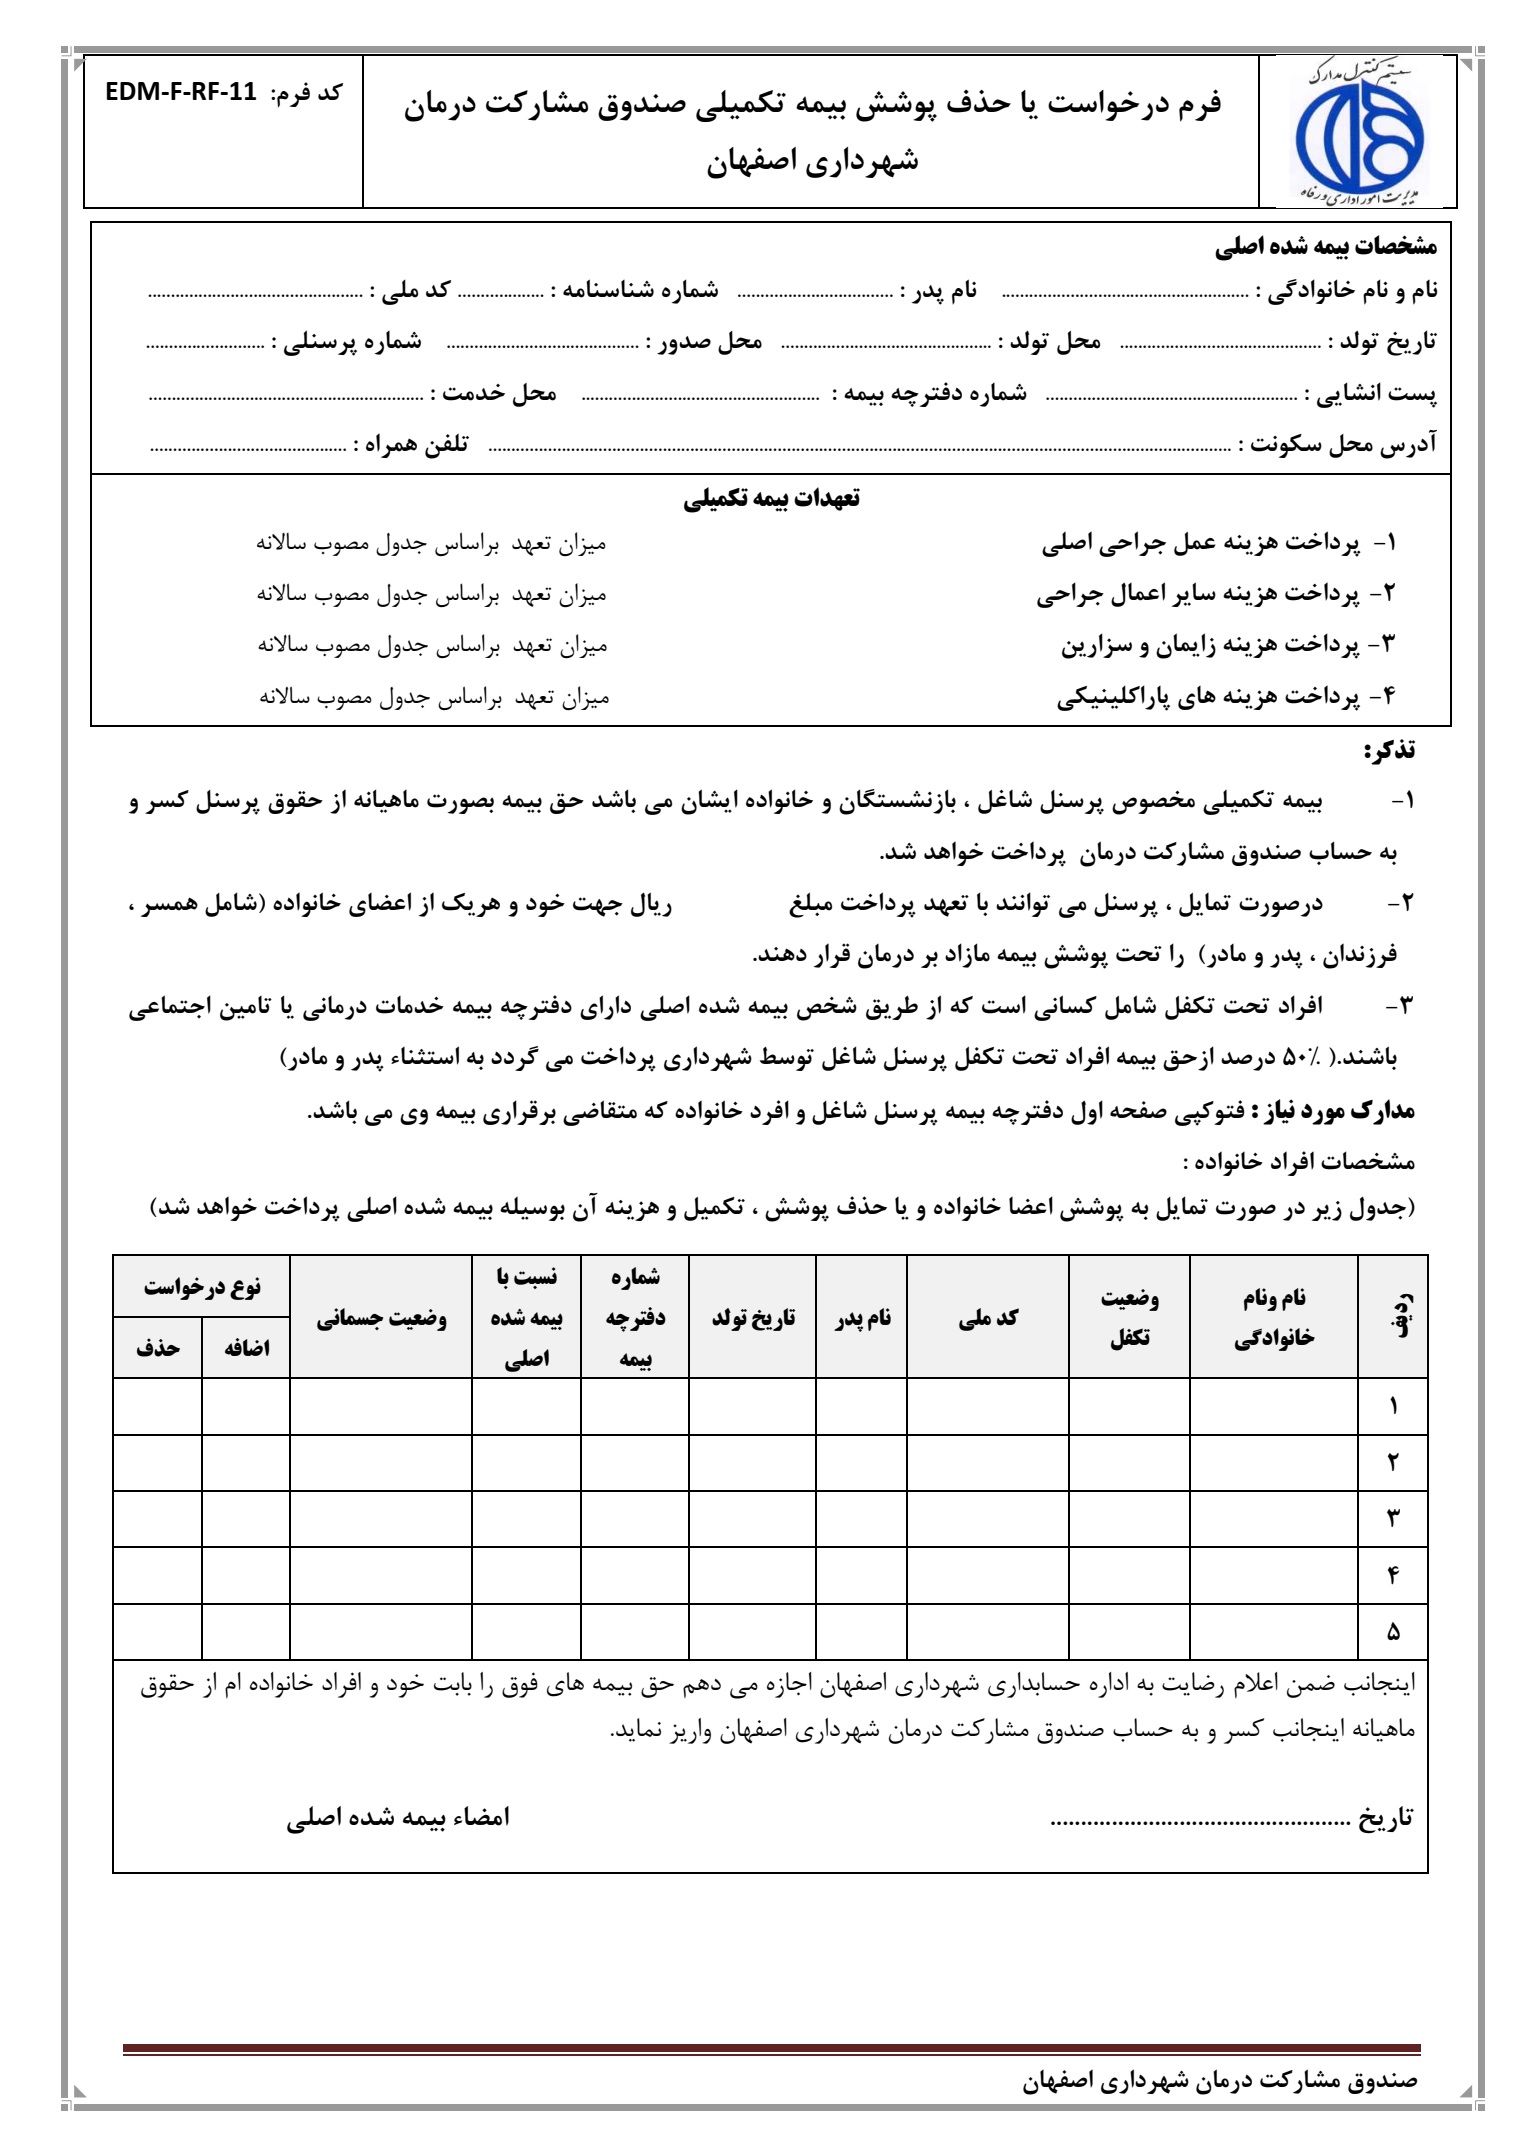 سیستم کنترل مدارک
مدیریت امور اداری و رفاه
فرم درخواست یا حذف پوشش بیمه تکمیلی صندوق مشارکت درمان
شهرداری اصفهان
کد فرم: EDM-F-RF-11
مشخصات بیمه شده اصلی
نام و نام خانوادگی : ...................................................... نام پدر : .................................. شماره شناسنامه : ................... کد ملی : ...............................................
تاریخ تولد : ............................................ محل تولد : .............................................. محل صدور : .......................................... شماره پرسنلی : ..........................
پست انشایی : ....................................................... شماره دفترچه بیمه : .................................................... محل خدمت : ............................................................
آدرس محل سکونت : .................................................................................................................................................................. تلفن همراه : ...........................................
تعهدات بیمه تکمیلی
۱- پرداخت هزینه عمل جراحی اصلی میزان تعهد براساس جدول مصوب سالانه
۲- پرداخت هزینه سایر اعمال جراحی میزان تعهد براساس جدول مصوب سالانه
۳- پرداخت هزینه زایمان و سزارین میزان تعهد براساس جدول مصوب سالانه
۴- پرداخت هزینه های پاراکلینیکی میزان تعهد براساس جدول مصوب سالانه
تذکر:
۱- بیمه تکمیلی مخصوص پرسنل شاغل ، بازنشستگان و خانواده ایشان می باشد حق بیمه بصورت ماهیانه از حقوق پرسنل کسر و
به حساب صندوق مشارکت درمان پرداخت خواهد شد.
۲- درصورت تمایل ، پرسنل می توانند با تعهد پرداخت مبلغ ریال جهت خود و هریک از اعضای خانواده (شامل همسر ،
فرزندان ، پدر و مادر) را تحت پوشش بیمه مازاد بر درمان قرار دهند.
۳- افراد تحت تکفل شامل کسانی است که از طریق شخص بیمه شده اصلی دارای دفترچه بیمه خدمات درمانی یا تامین اجتماعی
باشند.( ۵۰٪ درصد ازحق بیمه افراد تحت تکفل پرسنل شاغل توسط شهرداری پرداخت می گردد به استثناء پدر و مادر)
مدارک مورد نیاز : فتوکپی صفحه اول دفترچه بیمه پرسنل شاغل و افرد خانواده که متقاضی برقراری بیمه وی می باشد.
مشخصات افراد خانواده :
(جدول زیر در صورت تمایل به پوشش اعضا خانواده و یا حذف پوشش ، تکمیل و هزینه آن بوسیله بیمه شده اصلی پرداخت خواهد شد)
ردیف
نام ونام
خانوادگی
وضعیت
تکفل
کد ملی
نام پدر
تاریخ تولد
شماره
دفترچه
بیمه
نسبت با
بیمه شده
اصلی
وضعیت جسمانی
نوع درخواست
اضافه
حذف
۱
۲
۳
۴
۵
اینجانب ضمن اعلام رضایت به اداره حسابداری شهرداری اصفهان اجازه می دهم حق بیمه های فوق را بابت خود و افراد خانواده ام از حقوق
ماهیانه اینجانب کسر و به حساب صندوق مشارکت درمان شهرداری اصفهان واریز نماید.
تاریخ ................................................ امضاء بیمه شده اصلی
صندوق مشارکت درمان شهرداری اصفهان